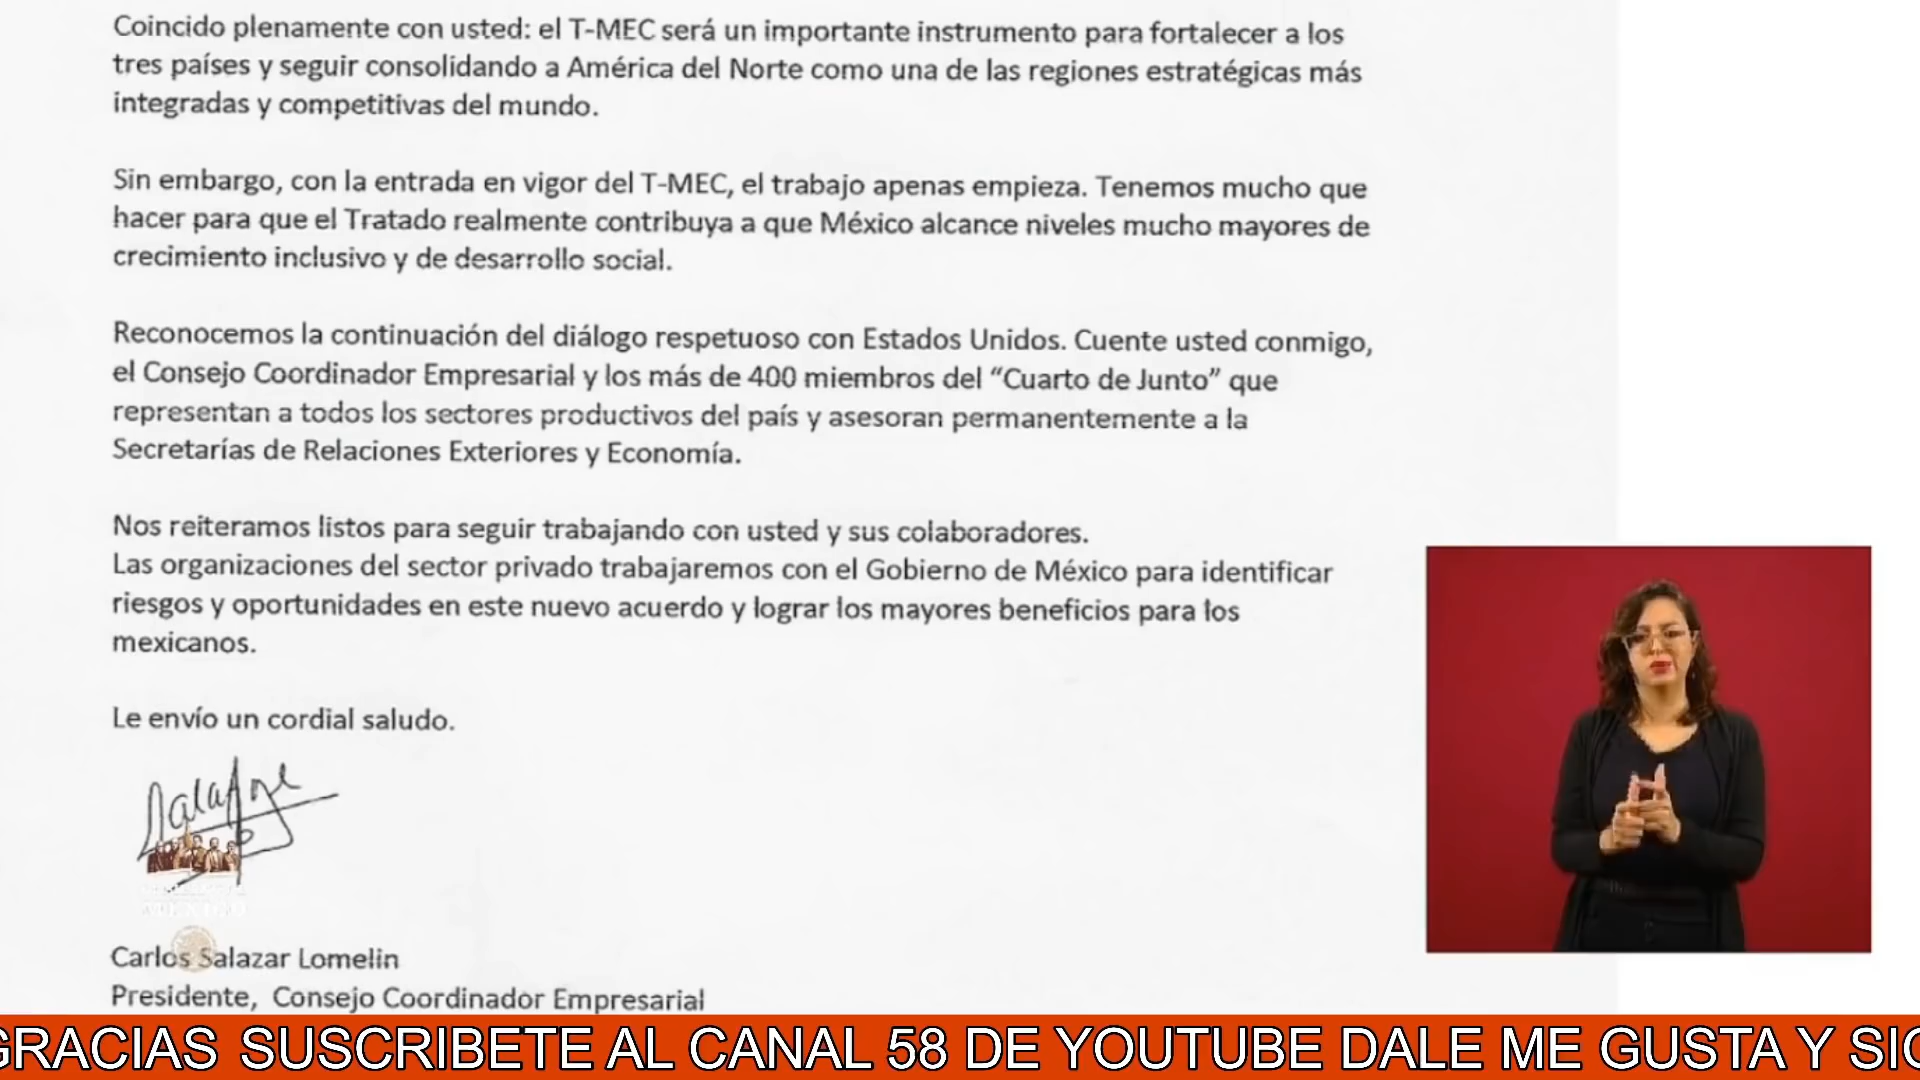 Coincido plenamente con usted: el T-MEC será un importante instrumento para fortalecer a los
tres países y seguir consolidando a América del Norte como una de las regiones estratégicas más
integradas y competitivas del mundo.
Sin embargo, con la entrada en vigor del T-MEC, el trabajo apenas empieza. Tenemos mucho que
hacer para que el Tratado realmente contribuya a que México alcance niveles mucho mayores de
crecimiento inclusivo y de desarrollo social.
Reconocemos la continuación del diálogo respetuoso con Estados Unidos. Cuente usted conmigo,
el Consejo Coordinador Empresarial y los más de 400 miembros del “Cuarto de Junto” que
representan a todos los sectores productivos del país y asesoran permanentemente a la
Secretarías de Relaciones Exteriores y Economía.
Nos reiteramos listos para seguir trabajando con usted y sus colaboradores.
Las organizaciones del sector privado trabajaremos con el Gobierno de México para identificar
riesgos y oportunidades en este nuevo acuerdo y lograr los mayores beneficios para los
mexicanos.
Le envío un cordial saludo.
MÉXICO
Carlos Salazar Lomelin
Presidente, Consejo Coordinador Empresarial
GRACIAS SUSCRIBETE AL CANAL 58 DE YOUTUBE DALE ME GUSTA Y SIG